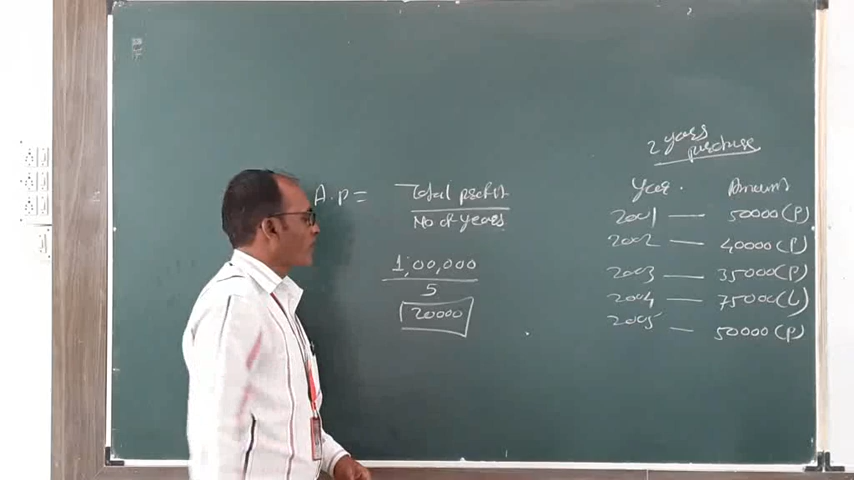 A.P = Total profit
No of years
1,00,000
5
20000
2 years
purchase
Year. Amount
2001 — 50000 (P)
2002 — 40000 (P)
2003 — 35000 (P)
2004 — 75000 (L)
2005 — 50000 (P)